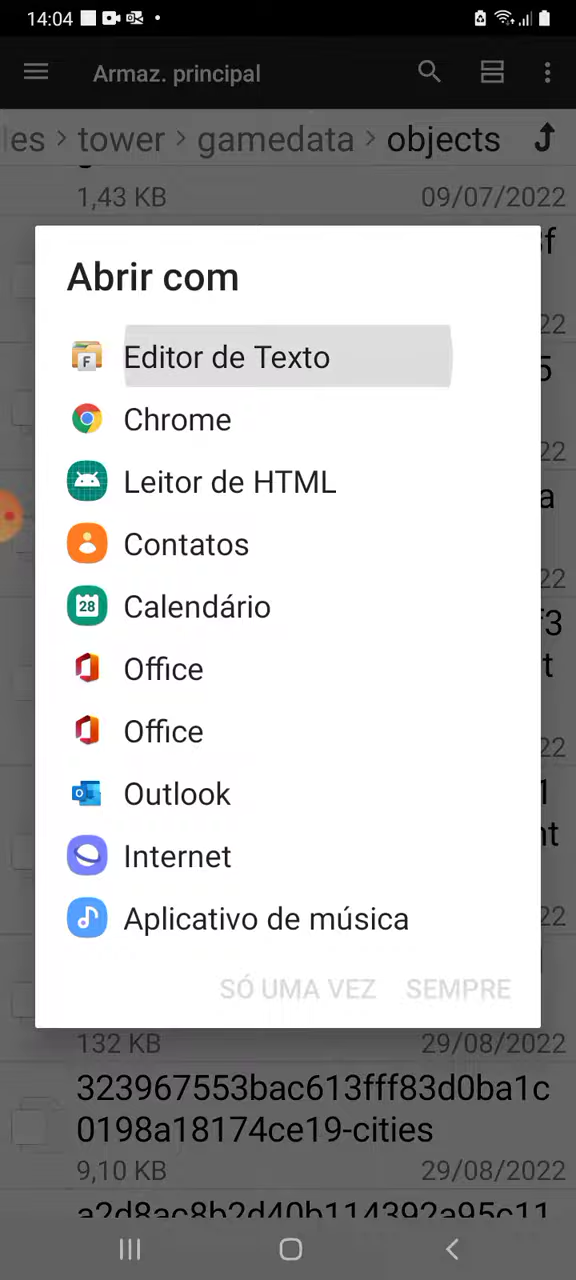 14:04
Armaz. principal
les > tower > gamedata > objects
1,43 KB 09/07/2022
Abrir com
Editor de Texto
Chrome
Leitor de HTML
Contatos
28 Calendário
Office
Office
Outlook
Internet
Aplicativo de música
SÓ UMA VEZ SEMPRE
132 KB 29/08/2022
323967553bac613fff83d0ba1c
0198a18174ce19-cities
9,10 KB 29/08/2022
a2d8ac8b2d40b114392a95c11